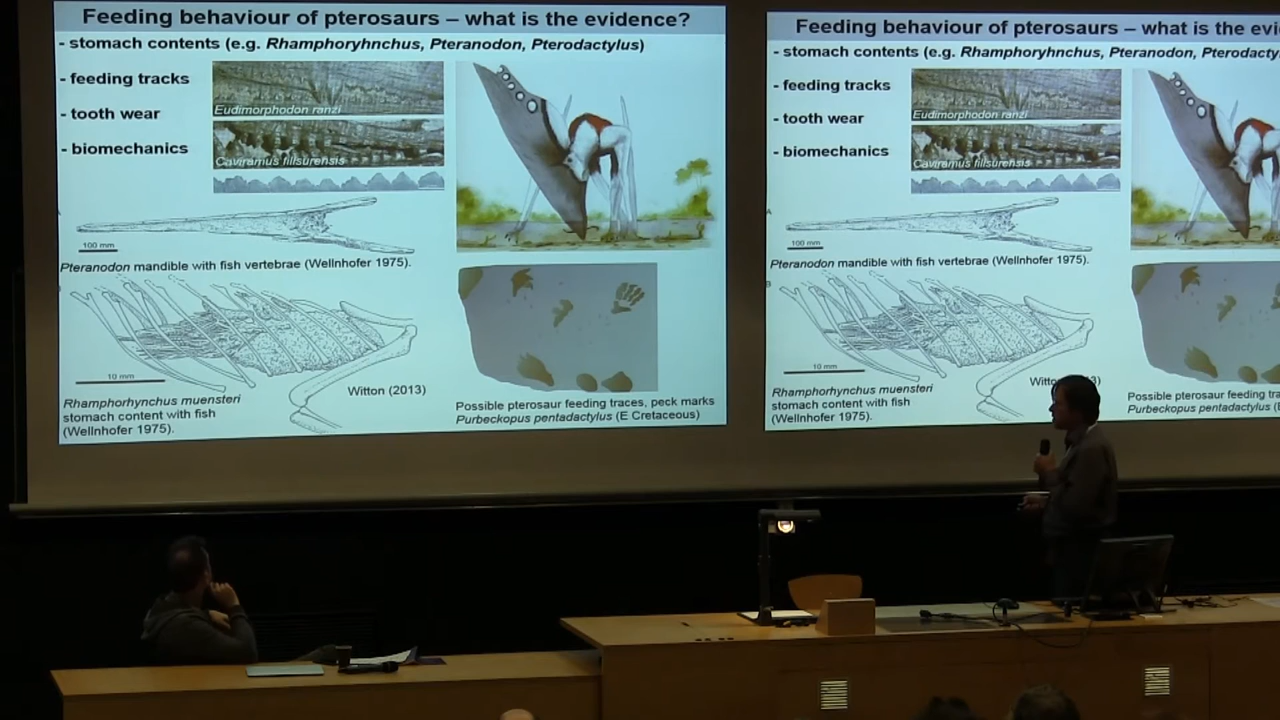 Feeding behaviour of pterosaurs – what is the evidence?
- stomach contents (e.g. Rhamphoryhnchus, Pteranodon, Pterodactylus)
- feeding tracks
- tooth wear
- biomechanics
Eudimorphodon ranzi
Caviramus filisurensis
A
100 mm
Pteranodon mandible with fish vertebrae (Wellnhofer 1975).
B
10 mm
Witton (2013)
Rhamphorhynchus muensteri
stomach content with fish
(Wellnhofer 1975).
Possible pterosaur feeding traces, peck marks
Purbeckopus pentadactylus (E Cretaceous)
Feeding behaviour of pterosaurs – what is the evi
- stomach contents (e.g. Rhamphoryhnchus, Pteranodon, Pterodacty
- feeding tracks
- tooth wear
- biomechanics
Eudimorphodon ranzi
Caviramus filisurensis
A
100 mm
Pteranodon mandible with fish vertebrae (Wellnhofer 1975).
B
10 mm
Witto 3)
Rhamphorhynchus muensteri
stomach content with fish
(Wellnhofer 1975).
Possible pterosaur feeding tra
Purbeckopus pentadactylus (